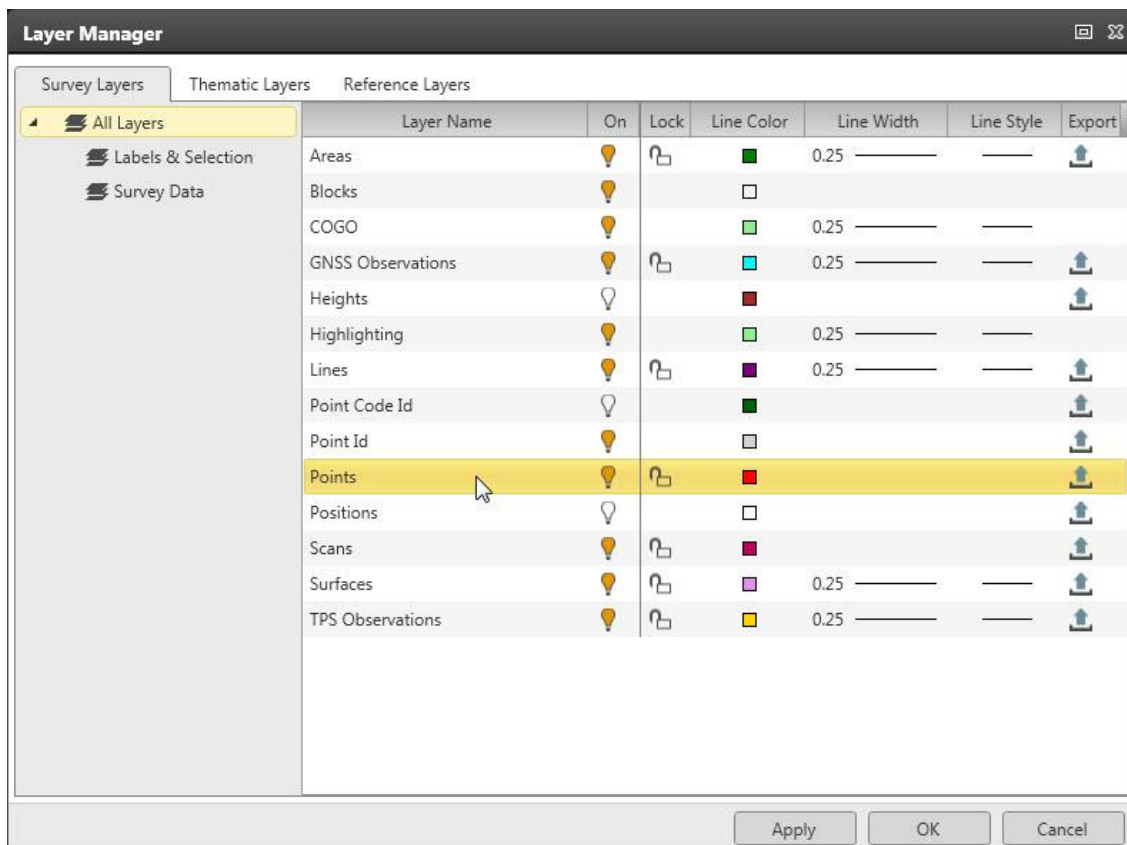 Layer Manager
Survey Layers Thematic Layers Reference Layers
All Layers
Labels & Selection
Survey Data
Layer Name On Lock Line Color Line Width Line Style Export
Areas 0.25
Blocks
COGO 0.25
GNSS Observations 0.25
Heights
Highlighting 0.25
Lines 0.25
Point Code Id
Point Id
Points
Positions
Scans
Surfaces 0.25
TPS Observations 0.25
Apply OK Cancel